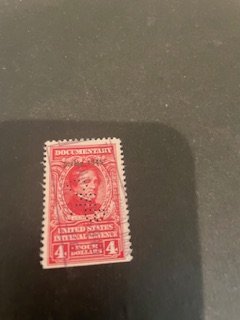 DOCUMENTARY
UNITED STATES
INTERNAL REVENUE
4 FOUR DOLLARS 4